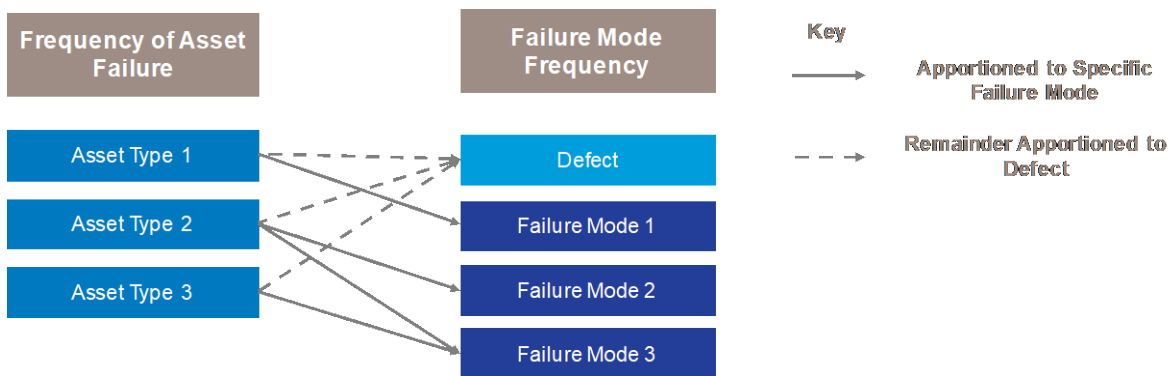 Frequency of Asset
Failure
Failure Mode
Frequency
Key
Apportioned to Specific
Failure Mode
Remainder Apportioned to
Defect
Asset Type 1
Asset Type 2
Asset Type 3
Defect
Failure Mode 1
Failure Mode 2
Failure Mode 3